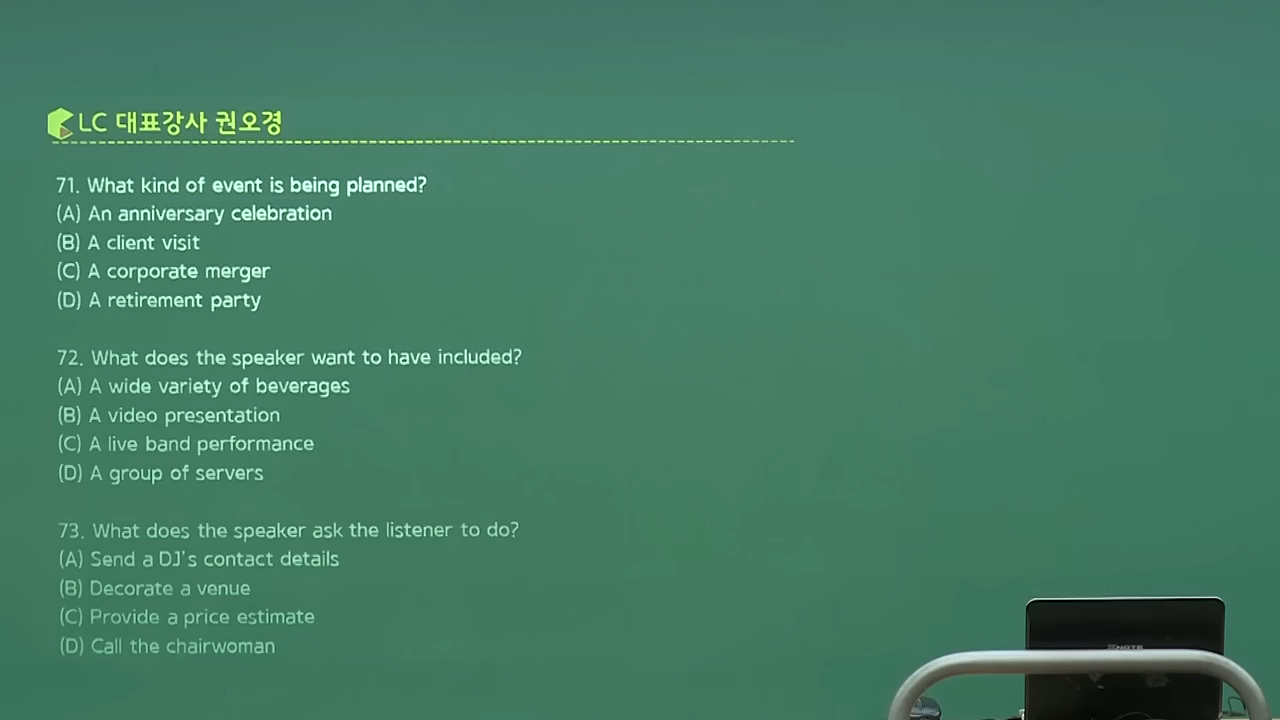 LC 대표강사 권오경
71. What kind of event is being planned?
(A) An anniversary celebration
(B) A client visit
(C) A corporate merger
(D) A retirement party
72. What does the speaker want to have included?
(A) A wide variety of beverages
(B) A video presentation
(C) A live band performance
(D) A group of servers
73. What does the speaker ask the listener to do?
(A) Send a DJ's contact details
(B) Decorate a venue
(C) Provide a price estimate
(D) Call the chairwoman
XNOTE